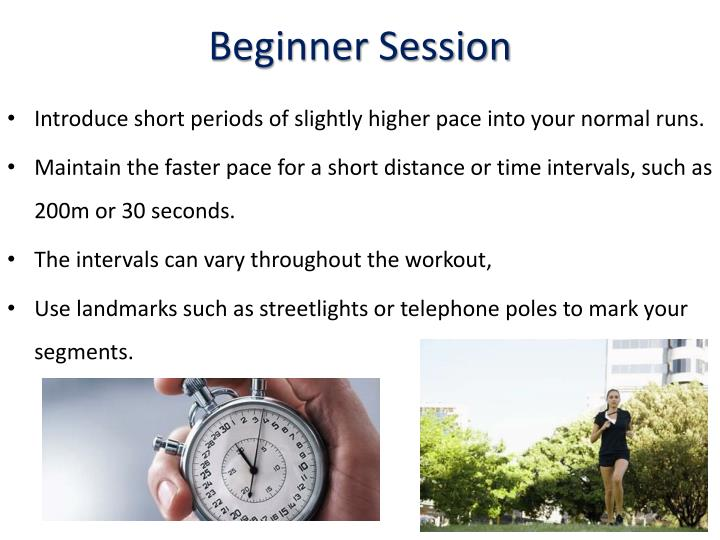 Beginner Session
• Introduce short periods of slightly higher pace into your normal runs.
• Maintain the faster pace for a short distance or time intervals, such as
200m or 30 seconds.
• The intervals can vary throughout the workout,
• Use landmarks such as streetlights or telephone poles to mark your
segments.